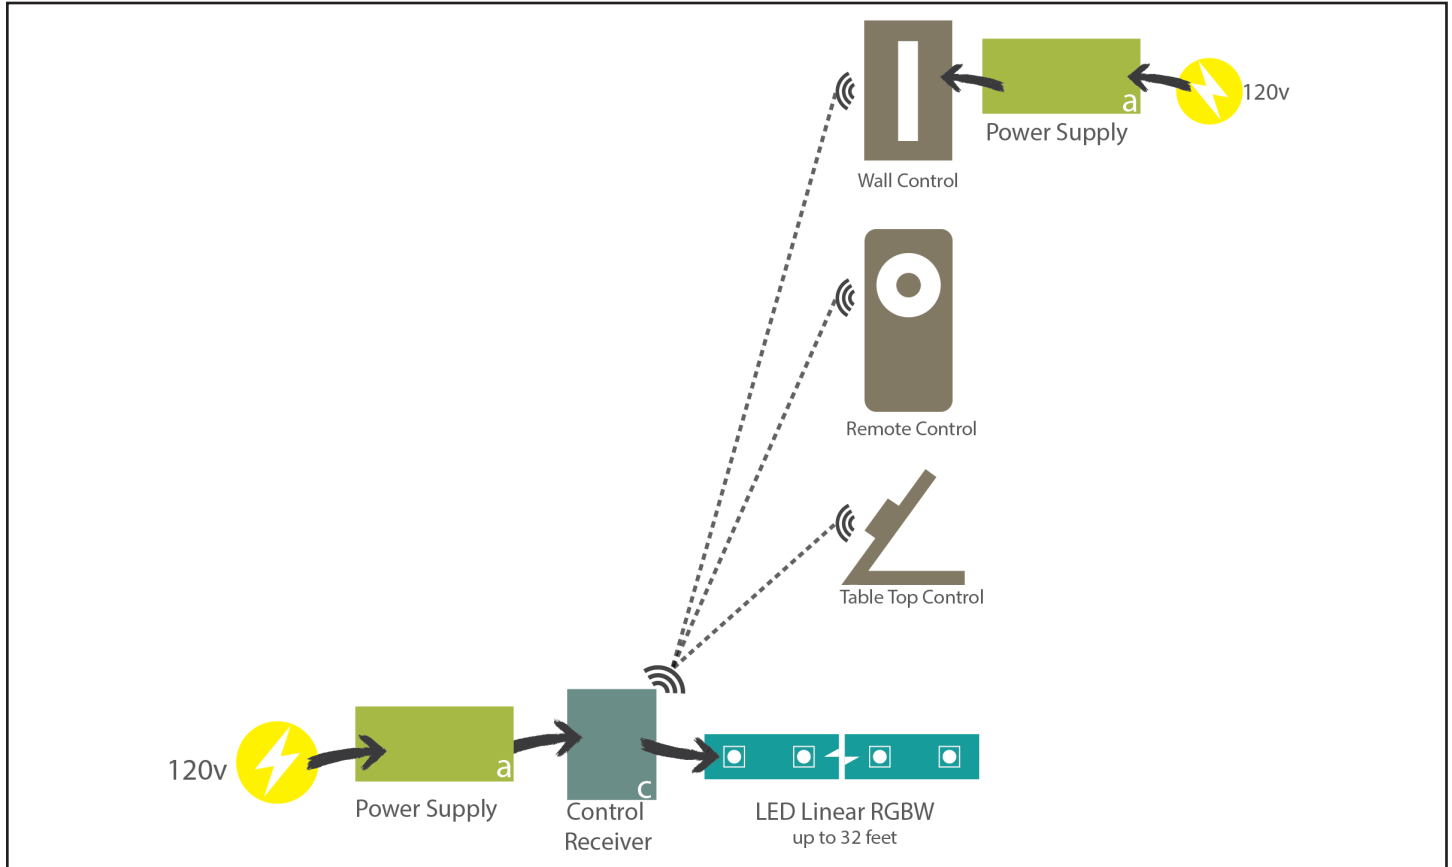 a
120v
Power Supply
Wall Control
Remote Control
Table Top Control
120v
a
Power Supply
c
Control
Receiver
LED Linear RGBW
up to 32 feet